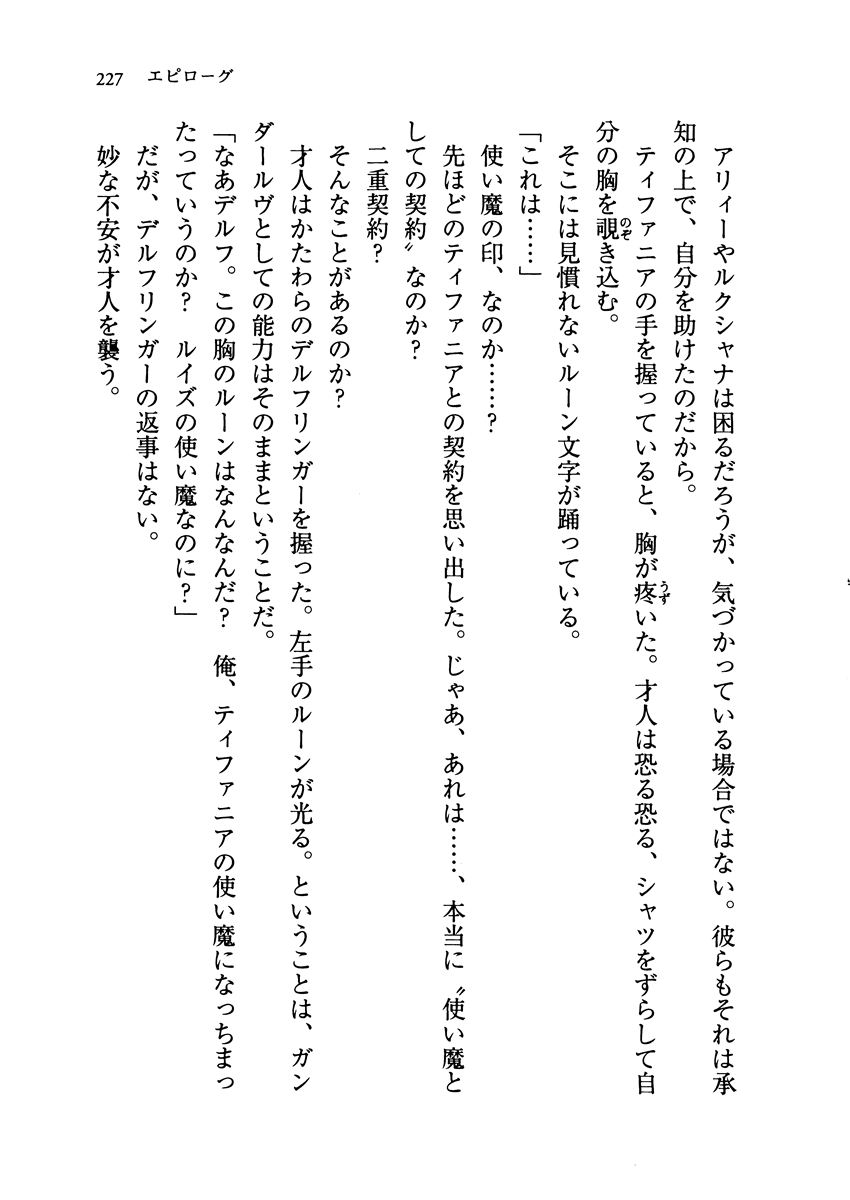 227 エピローグ
アリィーやルクシャナは困るだろうが、気づかっている場合ではない。彼らもそれは承
知の上で、自分を助けたのだから。
ティファニアの手を握っていると、胸が疼いた。才人は恐る恐る、シャツをずらして自
分の胸を覗き込む。
そこには見慣れないルーン文字が踊っている。
「これは……」
使い魔の印、なのか……?
先ほどのティファニアとの契約を思い出した。じゃあ、あれは……、本当に〝使い魔と
しての契約〟なのか?
二重契約?
そんなことがあるのか?
才人はかたわらのデルフリンガーを握った。左手のルーンが光る。ということは、ガン
ダールヴとしての能力はそのままということだ。
「なあデルフ。この胸のルーンはなんなんだ? 俺、ティファニアの使い魔になっちまっ
たっていうのか? ルイズの使い魔なのに?」
だが、デルフリンガーの返事はない。
妙な不安が才人を襲う。